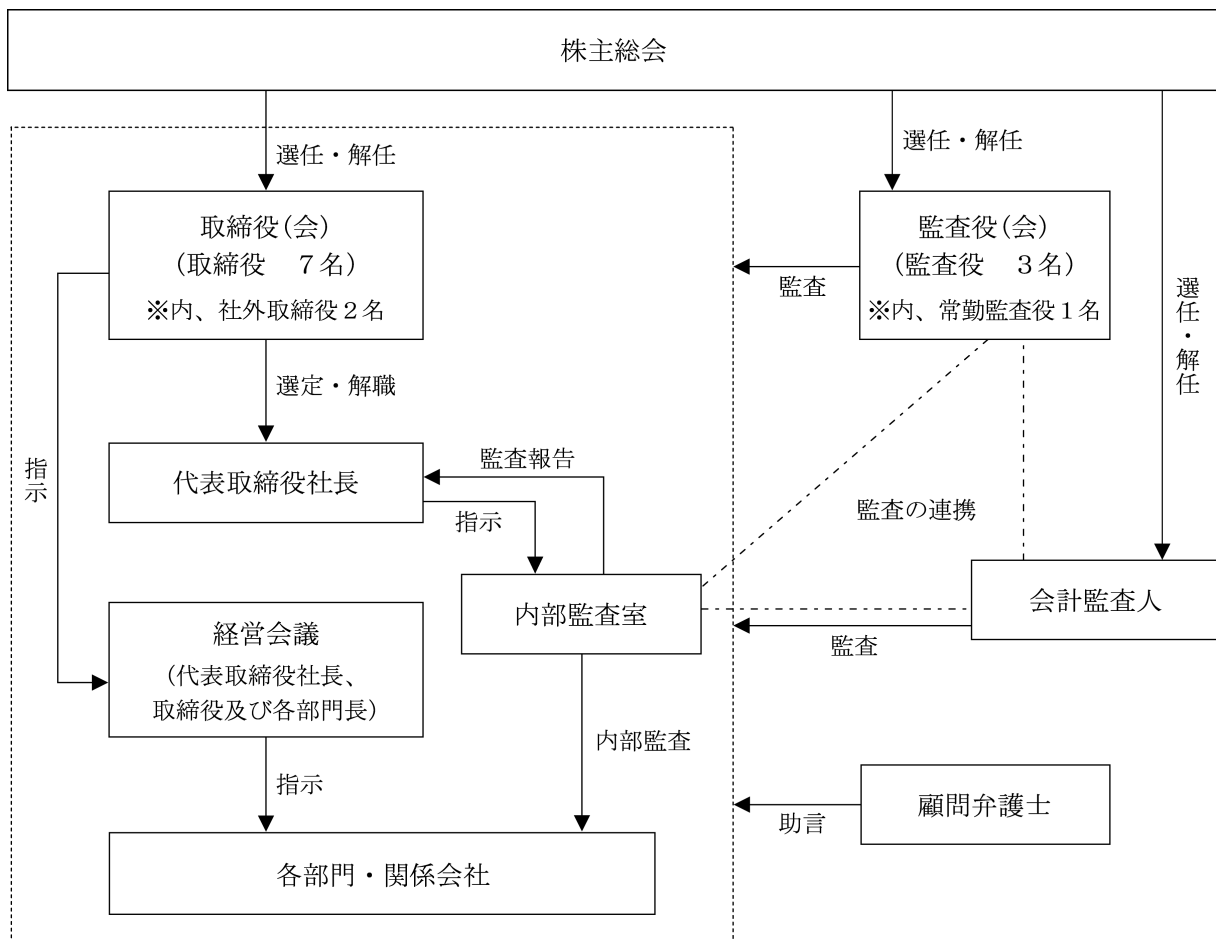 株主総会
選任・解任
選任・解任
選任・解任
取締役(会)
(取締役　7名)
※内、社外取締役2名
監査役(会)
(監査役　3名)
※内、常勤監査役1名
監査
選定・解職
指示
代表取締役社長
監査報告
指示
監査の連携
内部監査室
会計監査人
監査
経営会議
(代表取締役社長、
取締役及び各部門長)
内部監査
指示
顧問弁護士
助言
各部門・関係会社